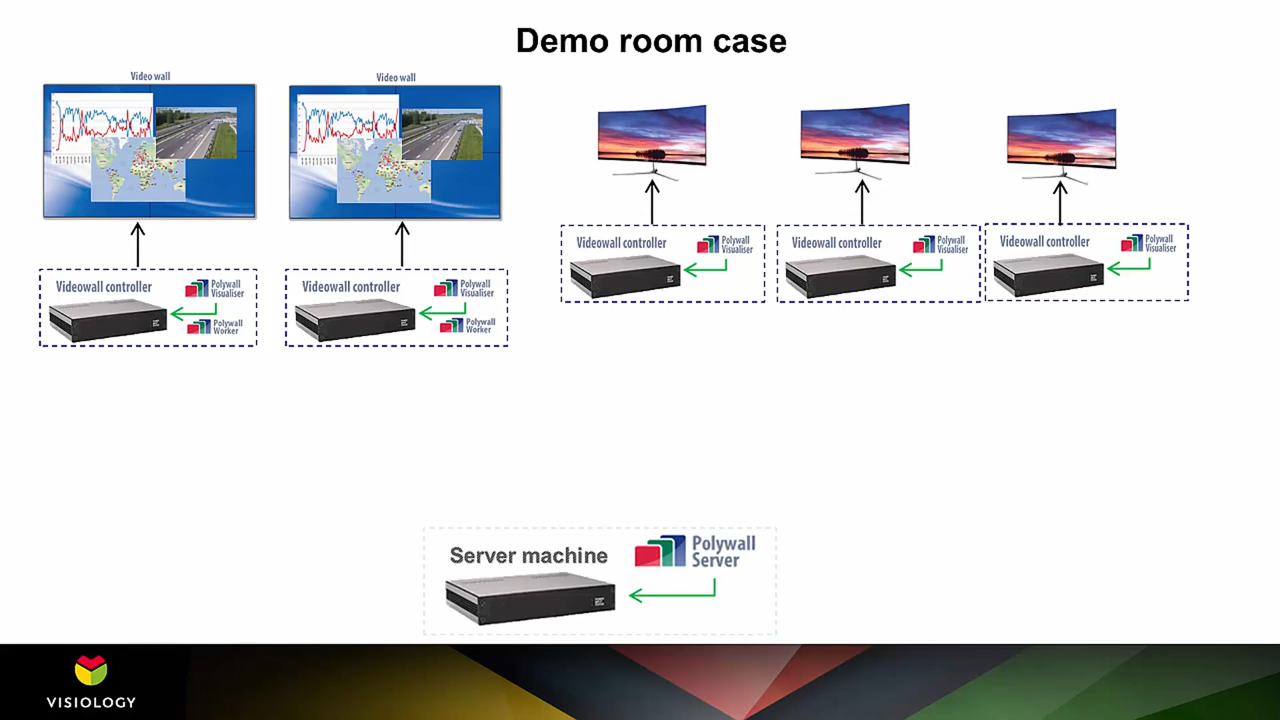 Demo room case
Video wall
Video wall
Videowall controller
Polywall
Visualiser
Polywall
Worker
Videowall controller
Polywall
Visualiser
Polywall
Worker
Videowall controller
Polywall
Visualiser
Videowall controller
Polywall
Visualiser
Videowall controller
Polywall
Visualiser
Server machine
Polywall
Server
VISIOLOGY